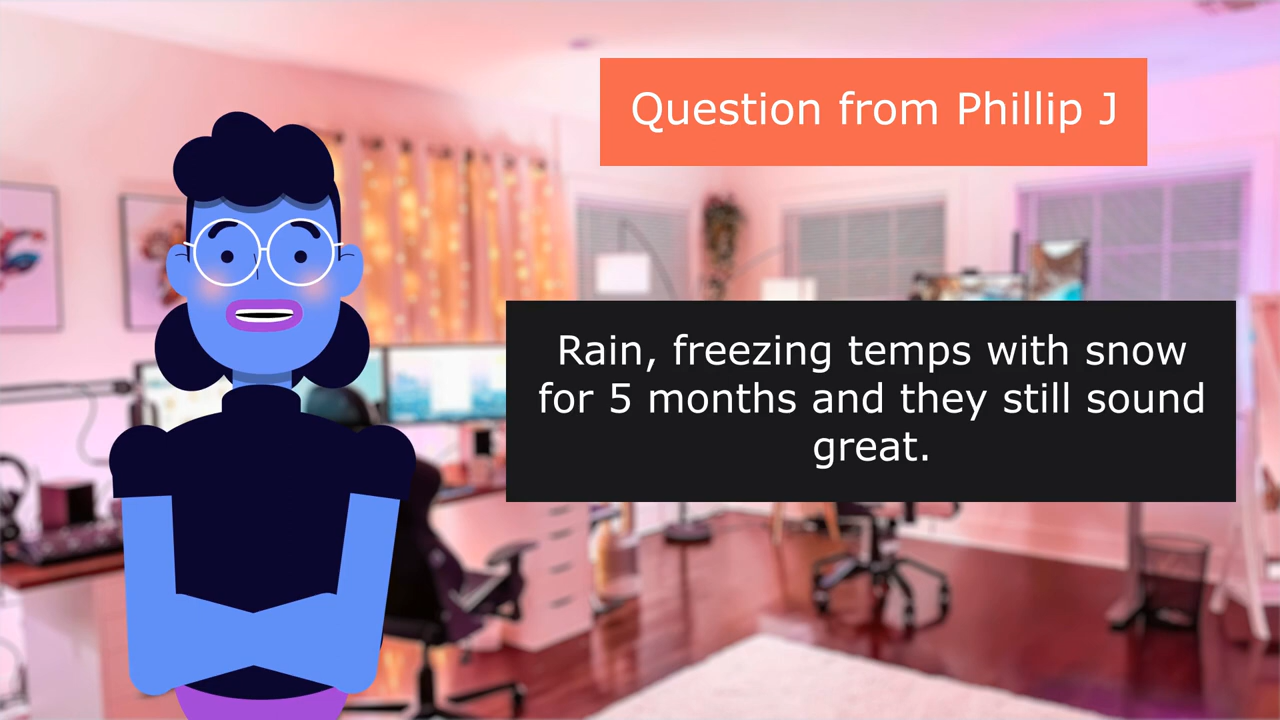 Question from Phillip J
Rain, freezing temps with snow
for 5 months and they still sound
great.